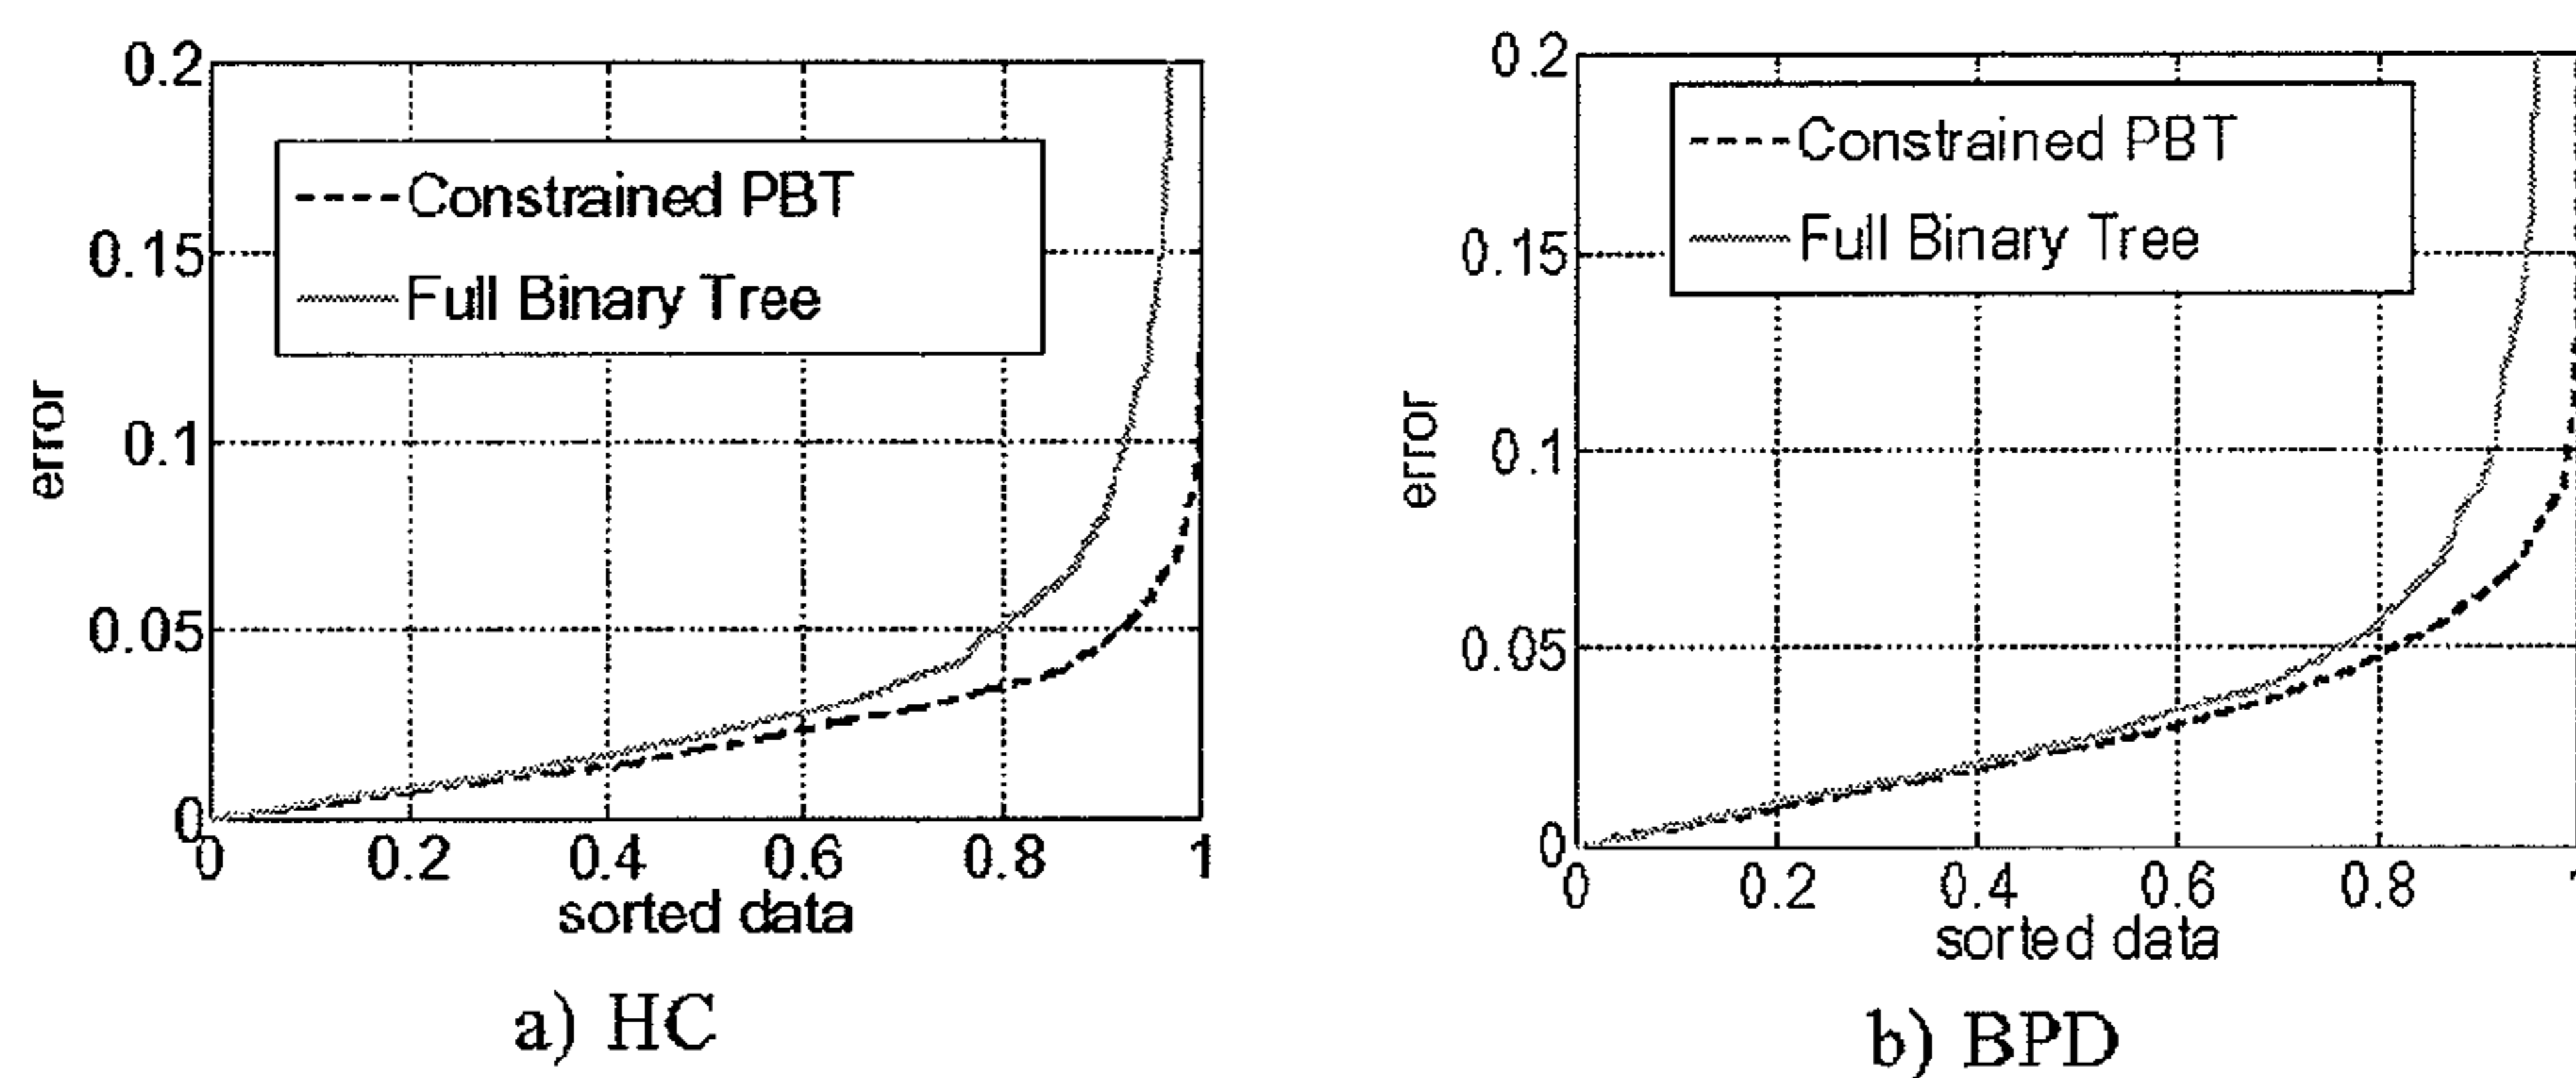 0.2
Constrained PBT
0.15
Full Binary Tree
error
0.1
0.05
0
0 0.2 0.4 0.6 0.8 1
sorted data
a) HC
0.2
Constrained PBT
Full Binary Tree
0.15
error
0.1
0.05
0
0 0.2 0.4 0.6 0.8
sorted data
b) BPD